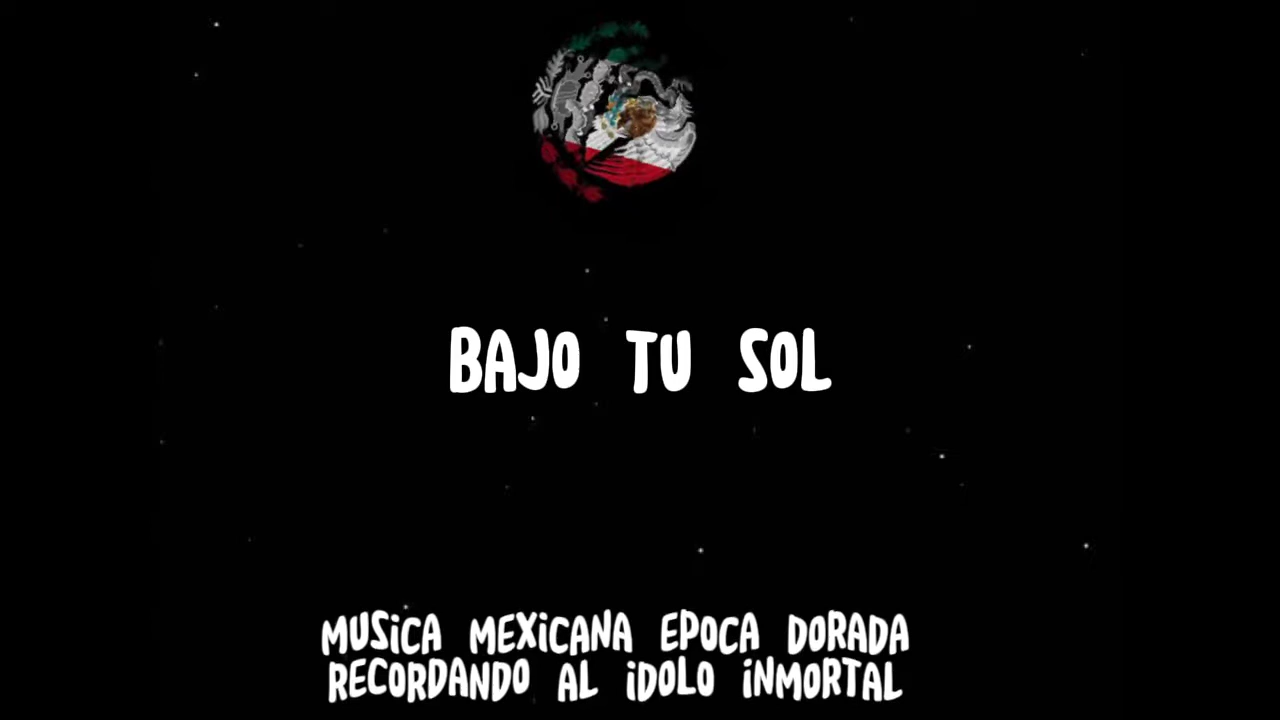 BAJO TU SOL
MUSiCA MEXiCANA EPOCA DORADA
RECORDANDO AL iDOLO iNMORTAL